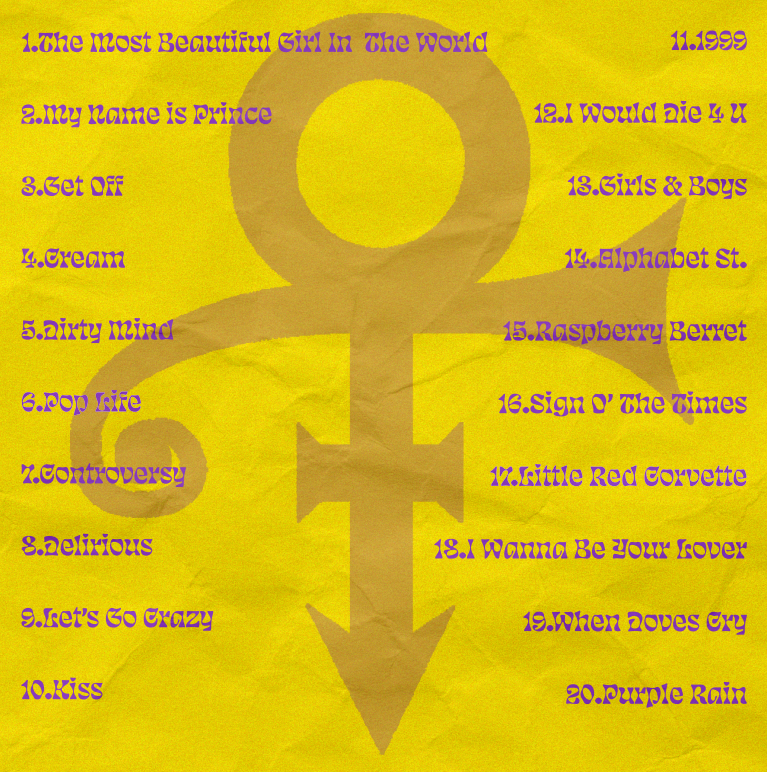 1.The Most Beautiful Girl In The World
2.My Name is Prince
3.Get Off
4.Cream
5.Dirty Mind
6.Pop Life
7.Controversy
8.Delirious
9.Let's Go Crazy
10.Kiss
11.1999
12.I Would Die 4 U
13.Girls & Boys
14.Alphabet St.
15.Raspberry Berret
16.Sign O' The Times
17.Little Red Corvette
18.I Wanna Be Your Lover
19.When Doves Cry
20.Purple Rain